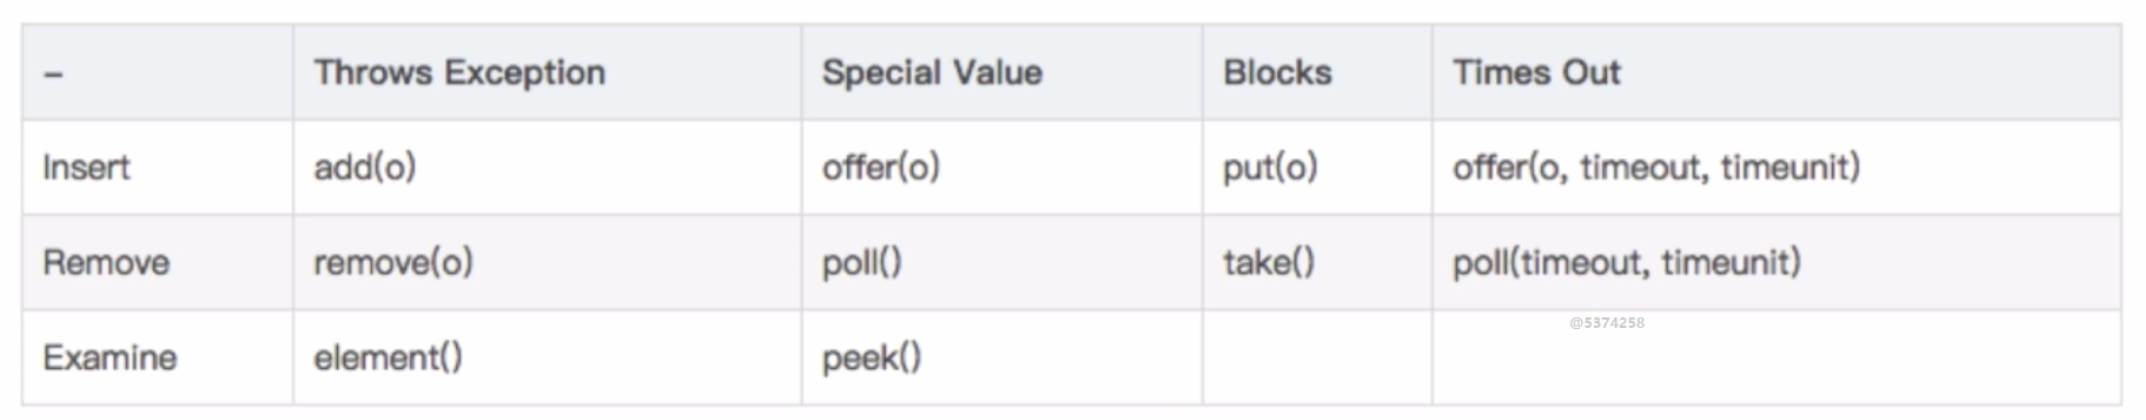 – Throws Exception Special Value Blocks Times Out
Insert add(o) offer(o) put(o) offer(o, timeout, timeunit)
Remove remove(o) poll() take() poll(timeout, timeunit)
@5374258
Examine element() peek()